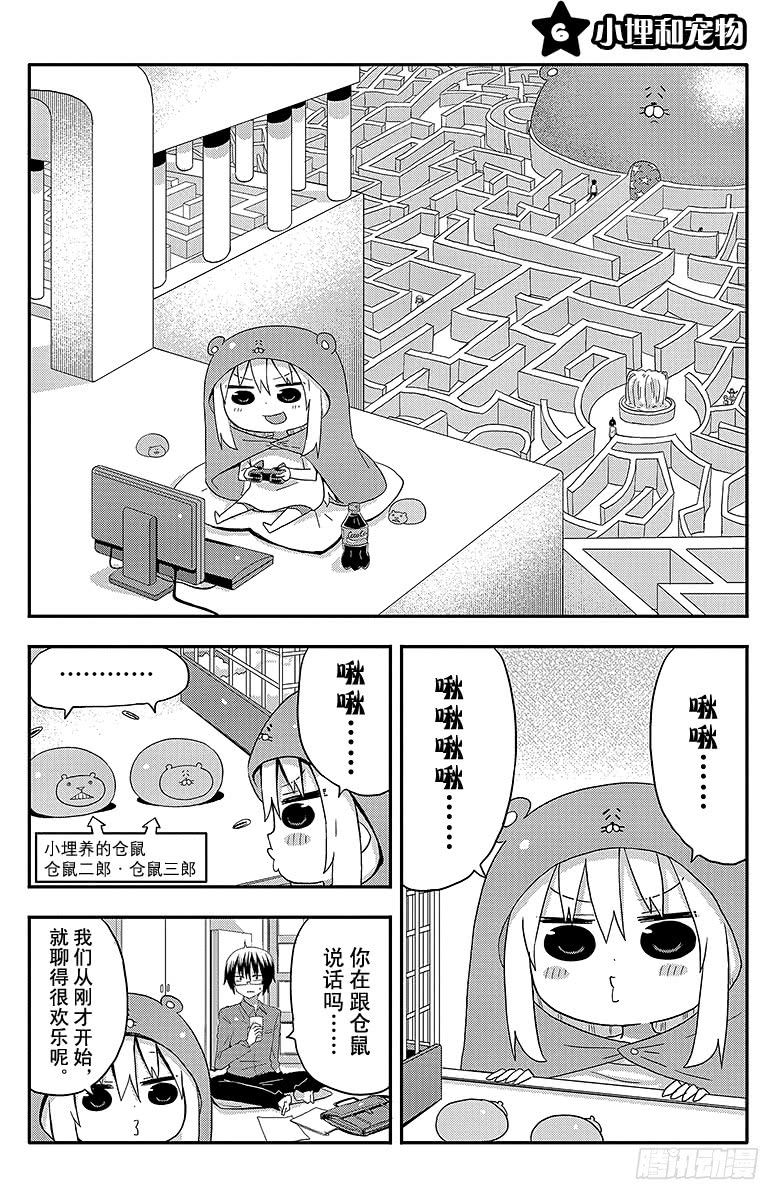 6 小埋和宠物
啾
啾……
啾
啾
啾
啾……
啾
啾……
…………
小埋养的仓鼠
仓鼠二郎·仓鼠三郎
你在跟仓鼠
说话吗……
我们从刚才开始，
就聊得很欢乐呢。
腾讯动漫